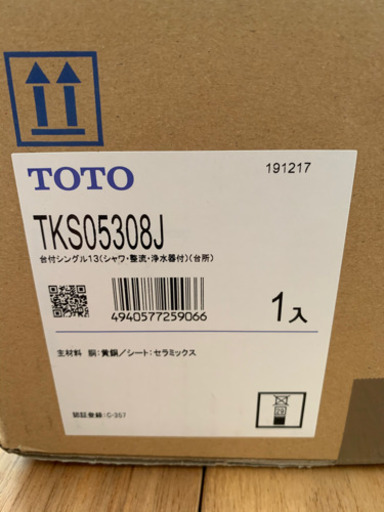 TOTO
191217
TKS05308J
台付シングル13(シャワ・整流・浄水器付)(台所)
4940577259066
1入
主材料 胴:黄銅/シート:セラミックス
認証登録:C-357